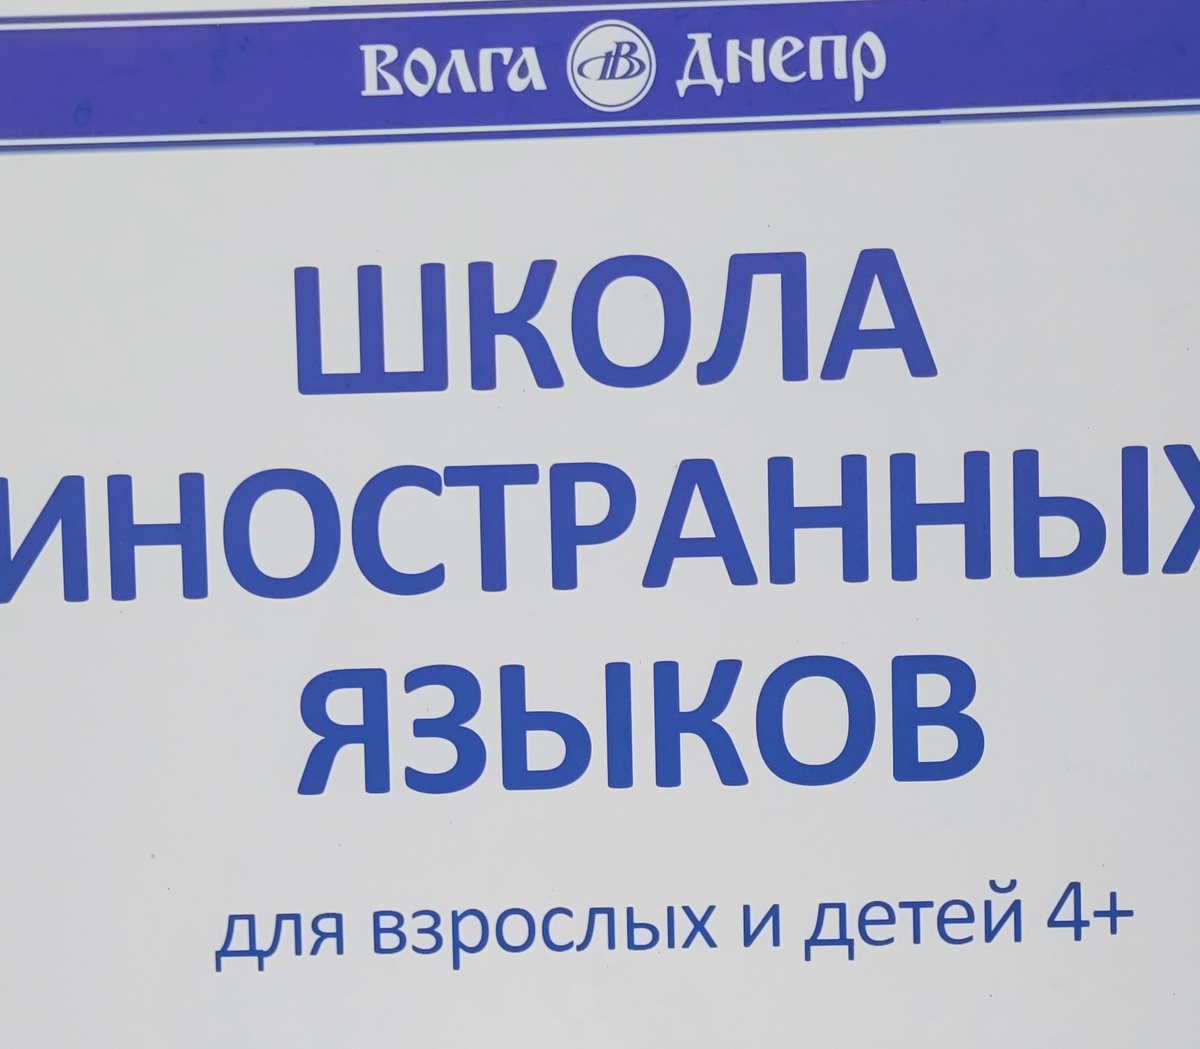 Волга Днепр
ШКОЛА
ИНОСТРАННЫХ
ЯЗЫКОВ
для взрослых и детей 4+